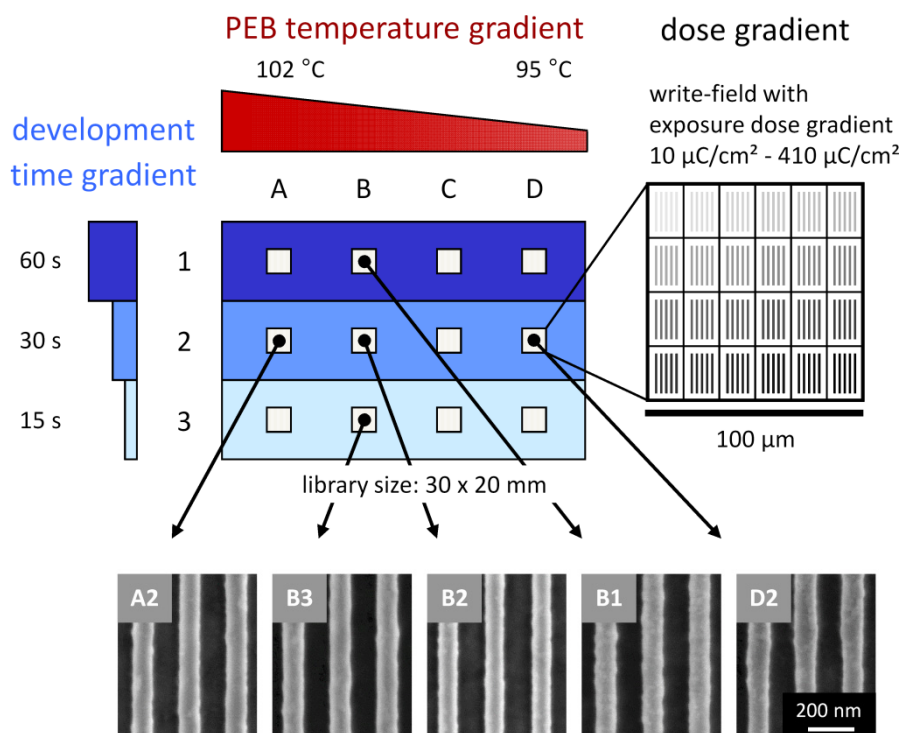 PEB temperature gradient
dose gradient
102 °C
95 °C
write-field with
exposure dose gradient
10 µC/cm² - 410 µC/cm²
development
time gradient
A
B
C
D
60 s
1
30 s
2
15 s
3
100 µm
library size: 30 x 20 mm
A2
B3
B2
B1
D2
200 nm